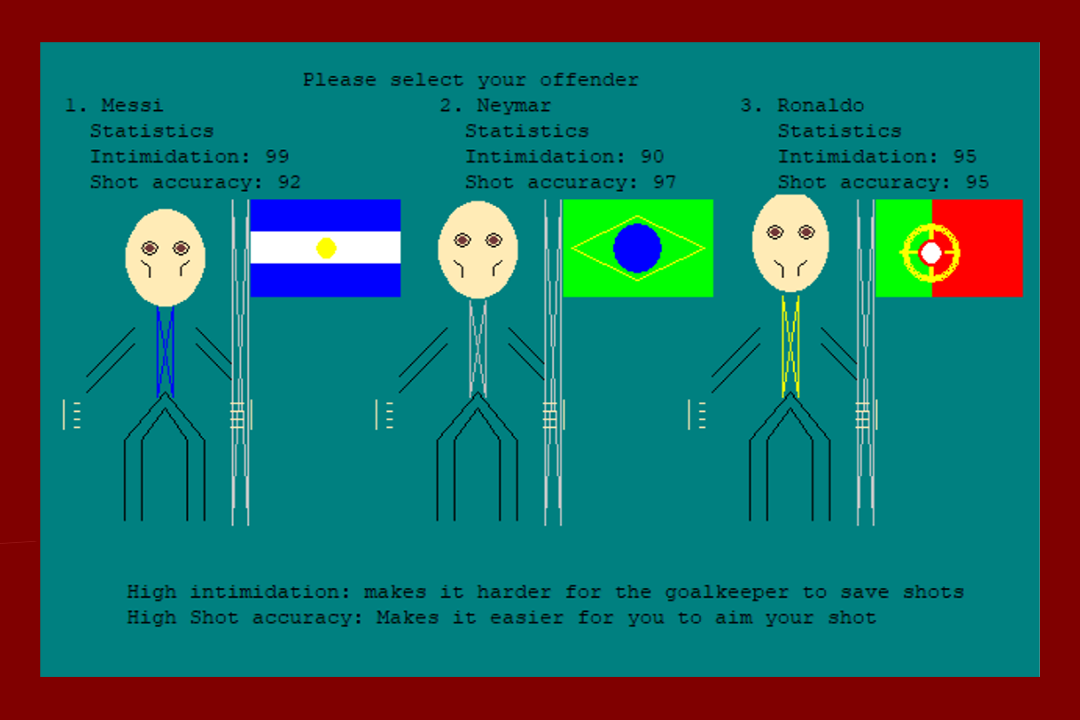 Please select your offender
1. Messi 2. Neymar 3. Ronaldo
Statistics Statistics Statistics
Intimidation: 99 Intimidation: 90 Intimidation: 95
Shot accuracy: 92 Shot accuracy: 97 Shot accuracy: 95
High intimidation: makes it harder for the goalkeeper to save shots
High Shot accuracy: Makes it easier for you to aim your shot